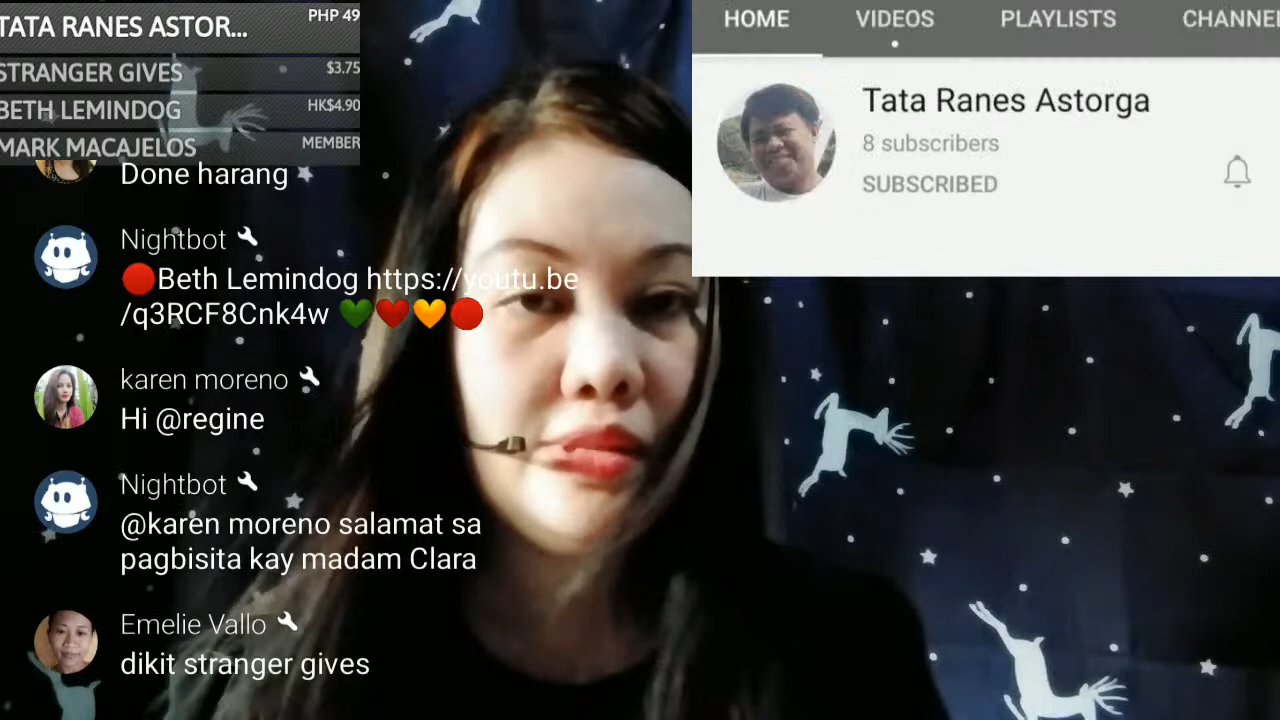 TATA RANES ASTOR... PHP 49
STRANGER GIVES $3.75
BETH LEMINDOG HK$4.90
MARK MACAJELOS MEMBER
Done harang
Nightbot
🔴Beth Lemindog https://youtu.be
/q3RCF8Cnk4w 💚❤️🧡🔴
karen moreno
Hi @regine
Nightbot
@karen moreno salamat sa
pagbisita kay madam Clara
Emelie Vallo
dikit stranger gives
HOME VIDEOS PLAYLISTS CHANNEL
Tata Ranes Astorga
8 subscribers
SUBSCRIBED